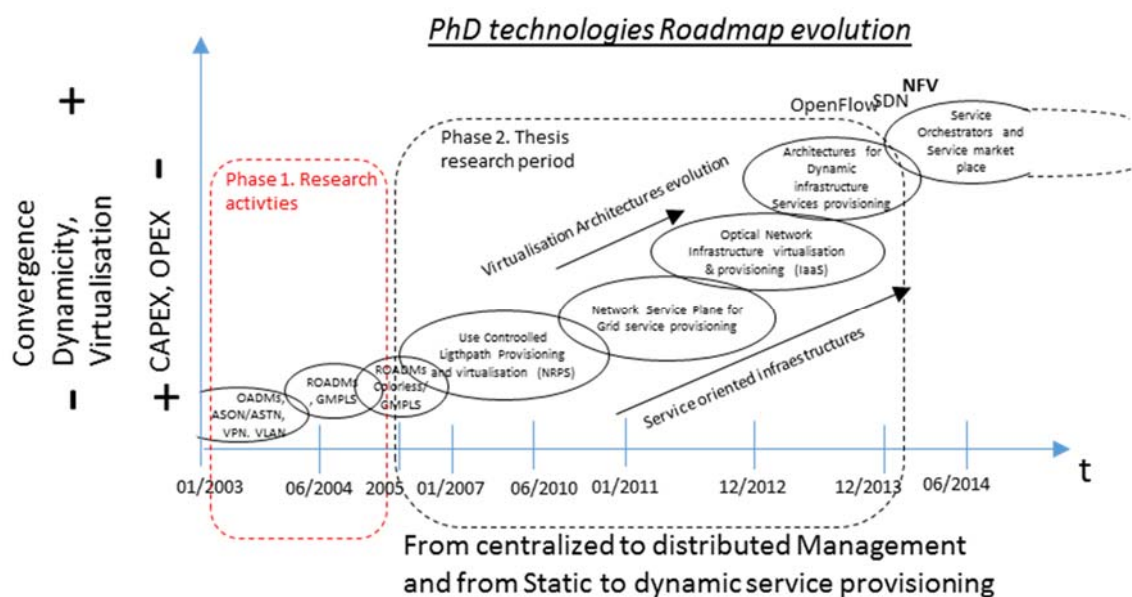 PhD technologies Roadmap evolution
+
-
Convergence
Dynamicity,
Virtualisation
-
CAPEX, OPEX
+
Phase 1. Research
activties
Phase 2. Thesis
research period
OpenFlow
SDN
NFV
Service
Orchestrators and
Service market
place
Architectures for
Dynamic
infrastructure
Services provisioning
Virtualisation Architectures evolution
Optical Network
Infrastructure virtualisation
& provisioning (IaaS)
Network Service Plane for
Grid service provisioning
Use Controolled
Ligthpath Provisioning
and virtualisation (NRPS)
Service oriented infraestructures
ROADMs
Colorless/
GMPLS
ROADMs
, GMPLS
OADMs,
ASON/ASTN,
VPN. VLAN
t
01/2003
06/2004
2005
01/2007
06/2010
01/2011
12/2012
12/2013
06/2014
From centralized to distributed Management
and from Static to dynamic service provisioning